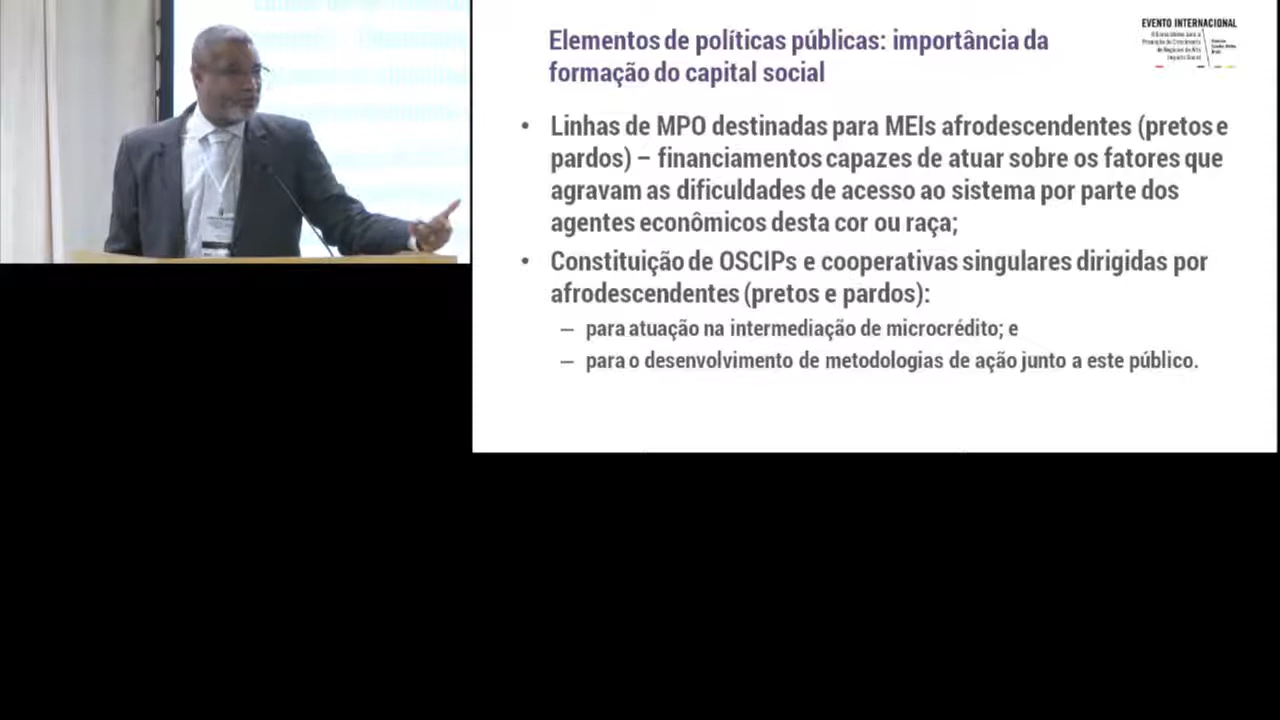 Elementos de políticas públicas: importância da
formação do capital social
EVENTO INTERNACIONAL
• Linhas de MPO destinadas para MEIs afrodescendentes (pretos e
pardos) – financiamentos capazes de atuar sobre os fatores que
agravam as dificuldades de acesso ao sistema por parte dos
agentes econômicos desta cor ou raça;
• Constituição de OSCIPs e cooperativas singulares dirigidas por
afrodescendentes (pretos e pardos):
– para atuação na intermediação de microcrédito; e
– para o desenvolvimento de metodologias de ação junto a este público.